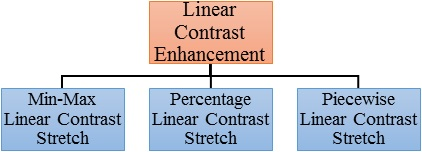 Linear
Contrast
Enhancement
Min-Max
Linear Contrast
Stretch
Percentage
Linear Contrast
Stretch
Piecewise
Linear Contrast
Stretch